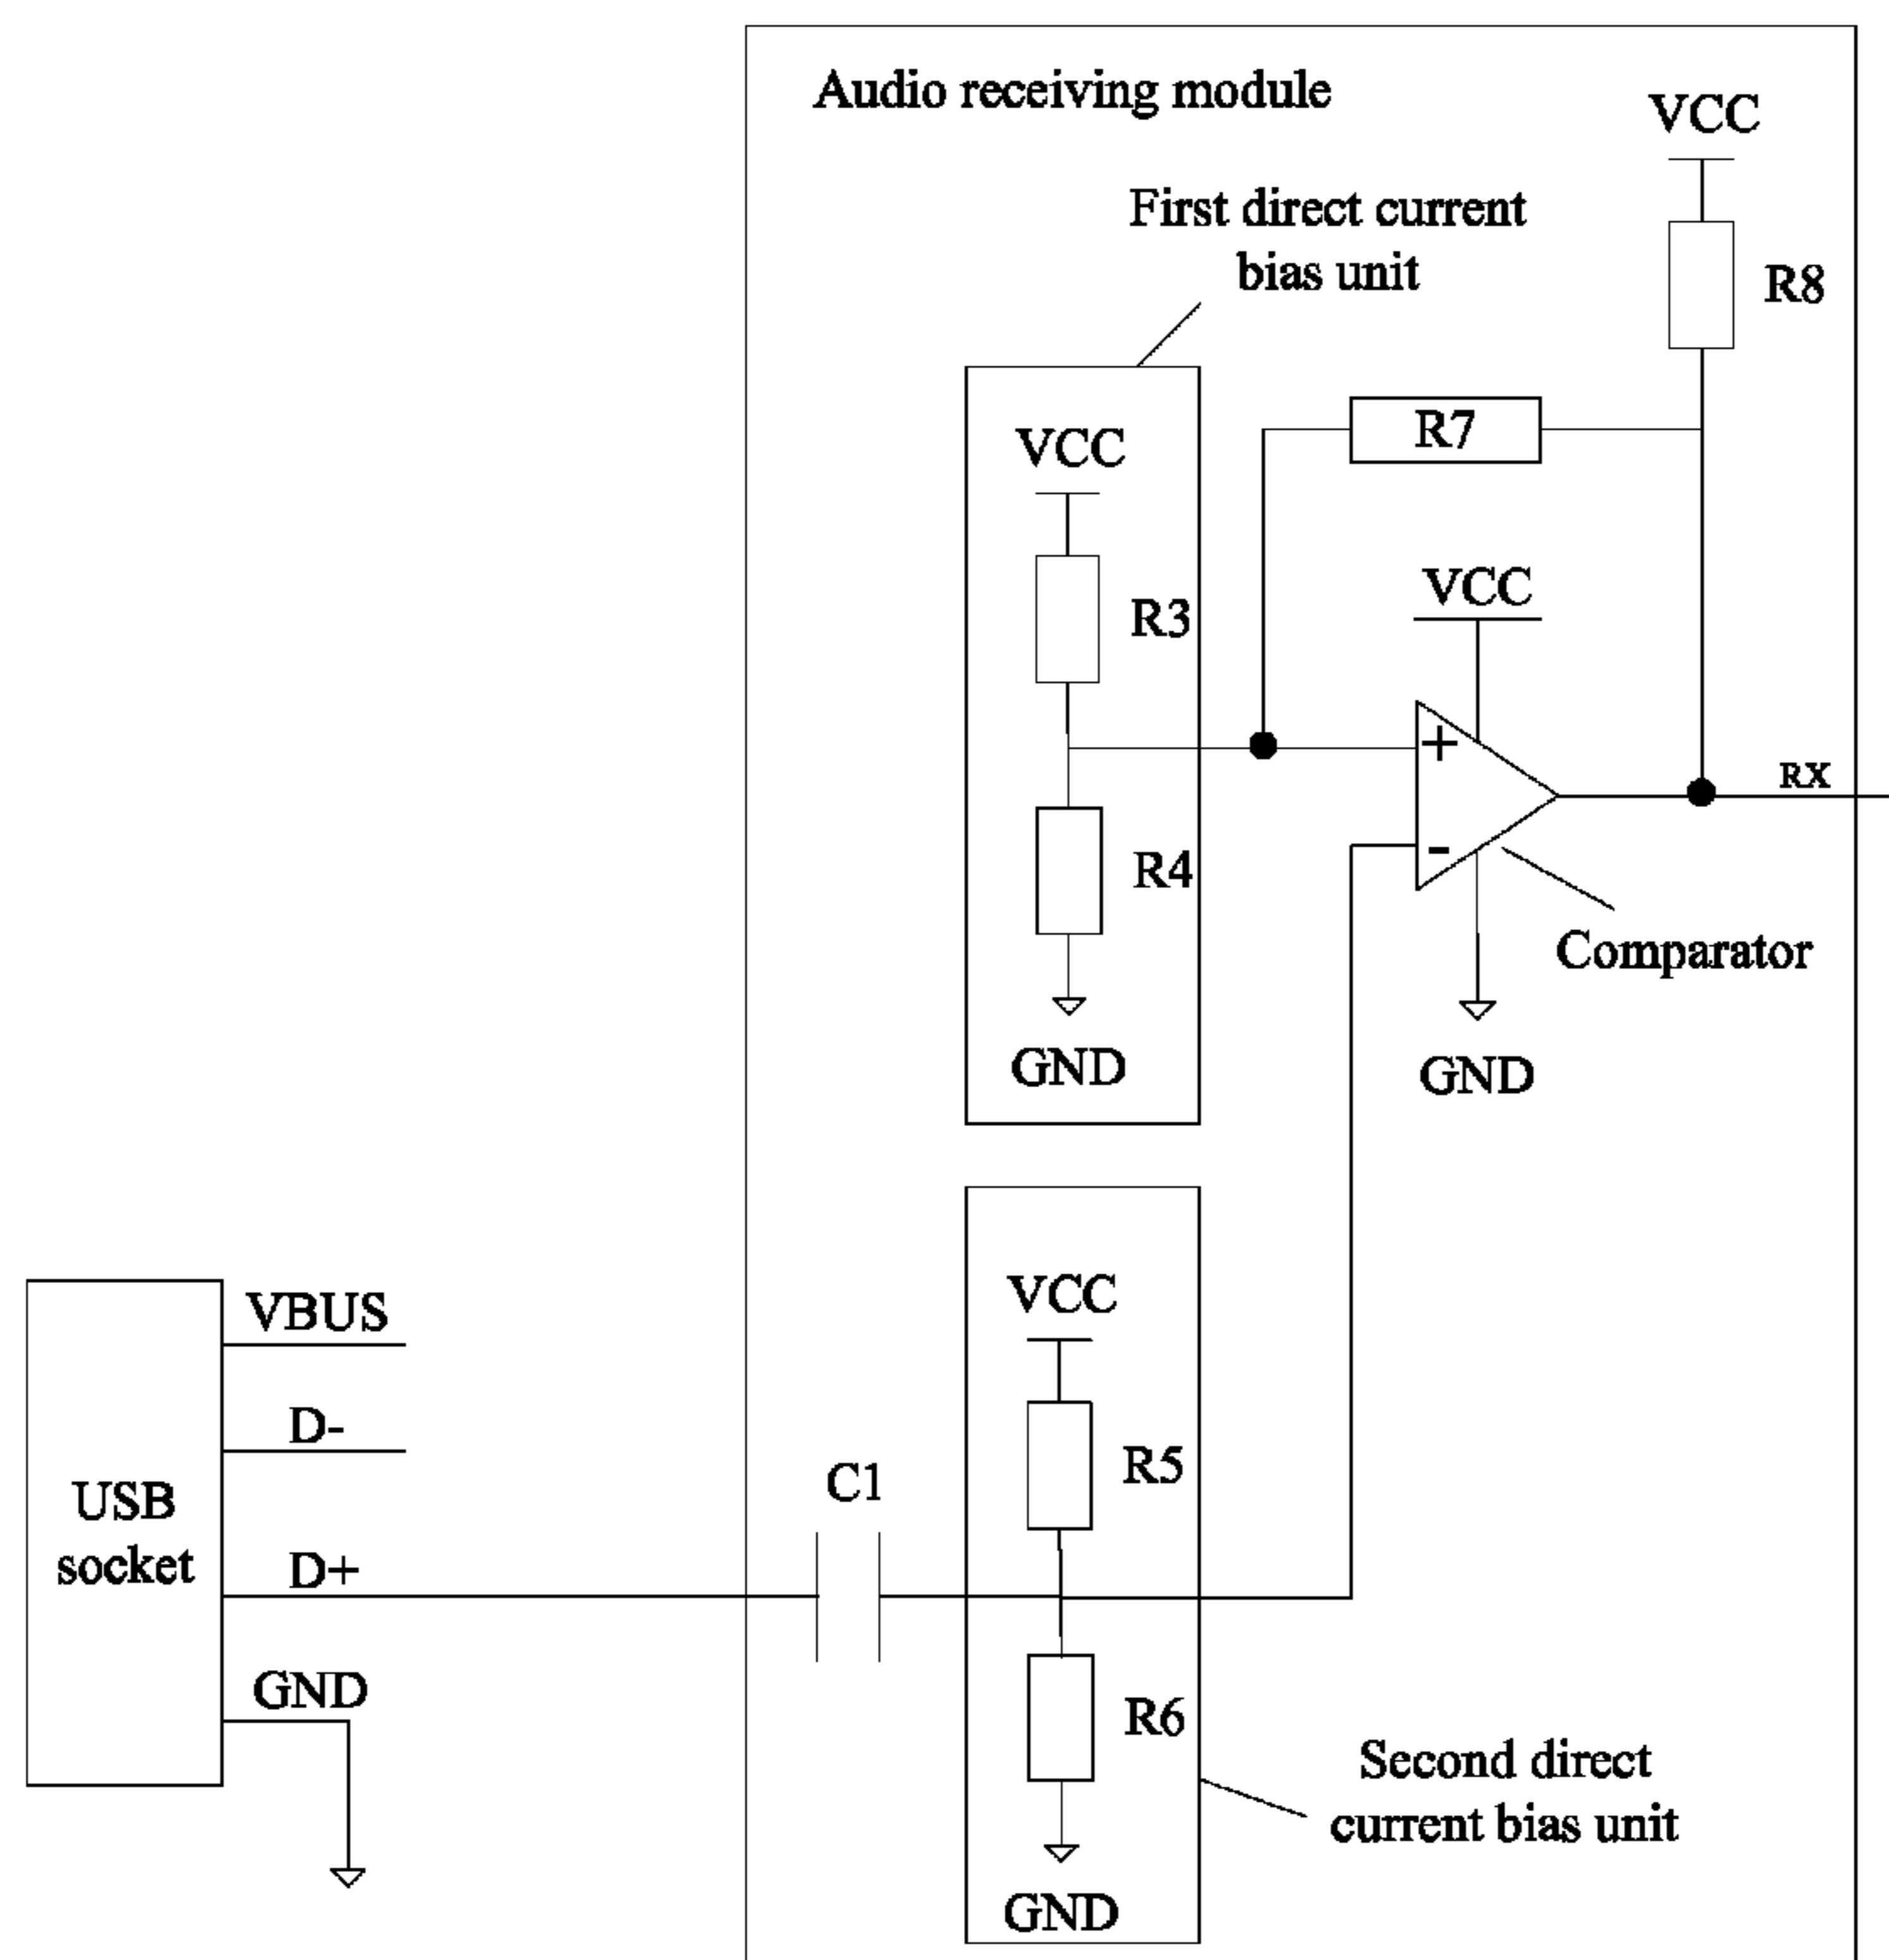 Audio receiving module
VCC
First direct current
bias unit
R8
VCC
R7
R3
VCC
+
RX
-
R4
Comparator
GND
GND
VCC
VBUS
D-
R5
C1
USB
socket
D+
GND
R6
Second direct
current bias unit
GND